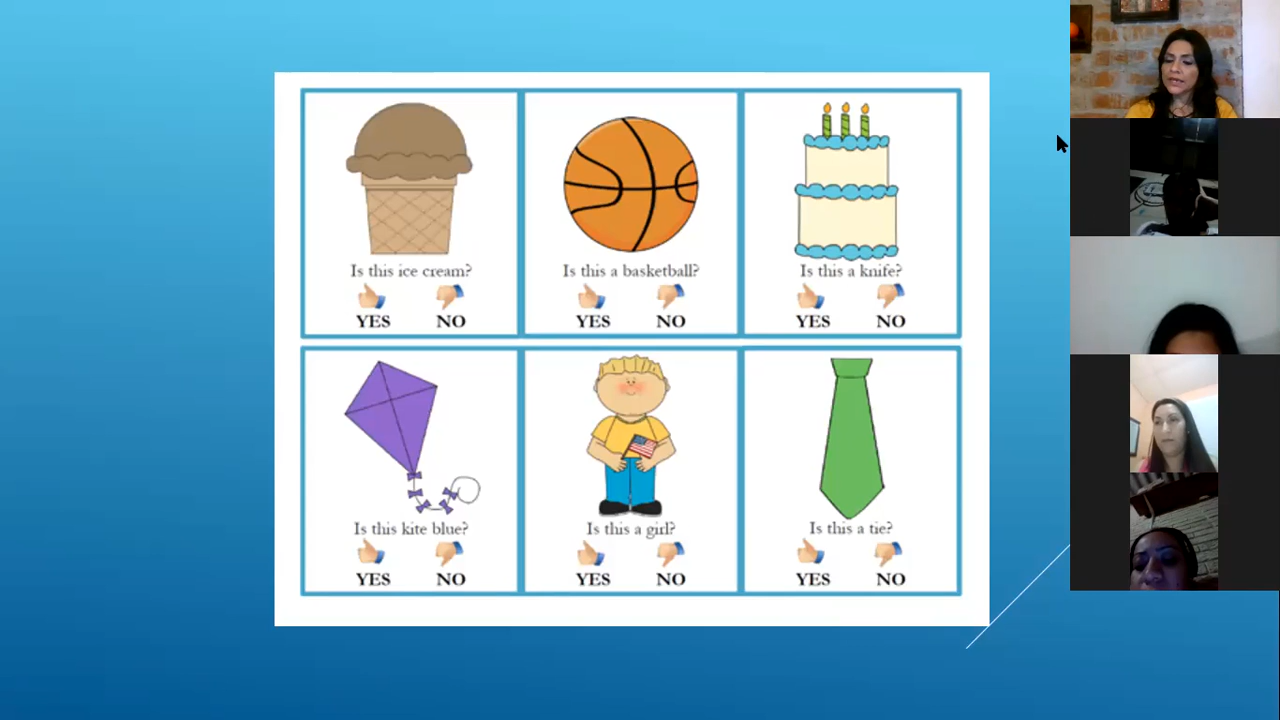 Is this ice cream?
YES NO
Is this a basketball?
YES NO
Is this a knife?
YES NO
Is this kite blue?
YES NO
Is this a girl?
YES NO
Is this a tie?
YES NO